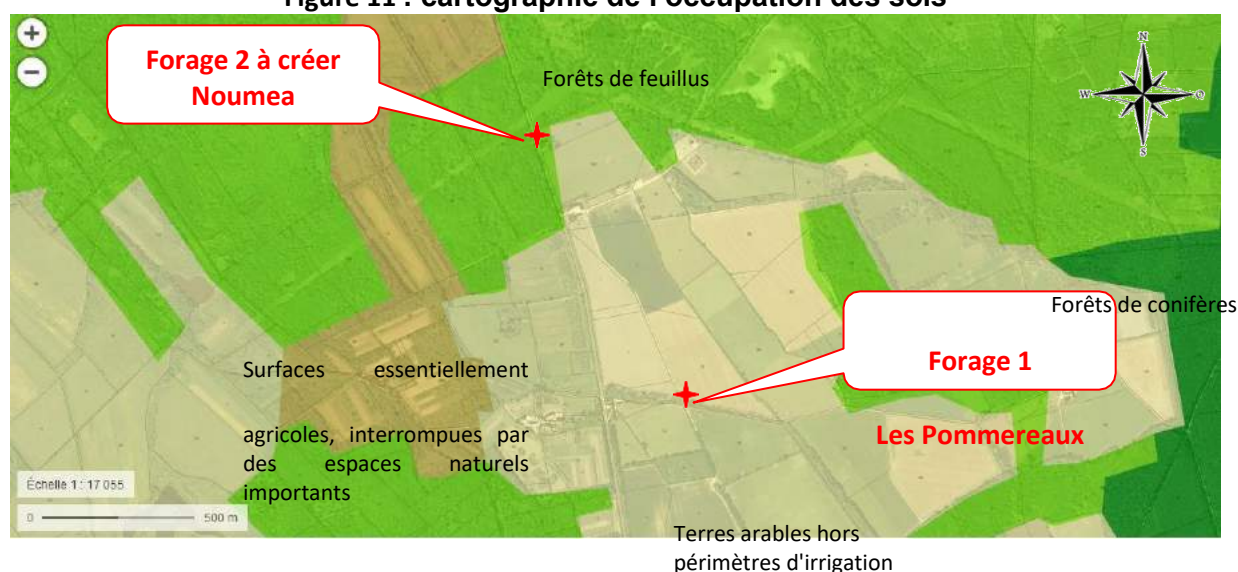 Figure 11 : cartographie de l'occupation des sols
+
−
Forage 2 à créer
Noumea
Forêts de feuillus
N
W
O
S
Forêts de conifères
Forage 1
Les Pommereaux
Surfaces essentiellement
agricoles, interrompues par
des espaces naturels
importants
Échelle 1 : 17 055
0 500 m
Terres arables hors
périmètres d'irrigation